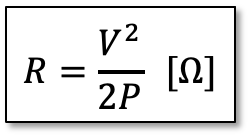 R = V²/2P [Ω]